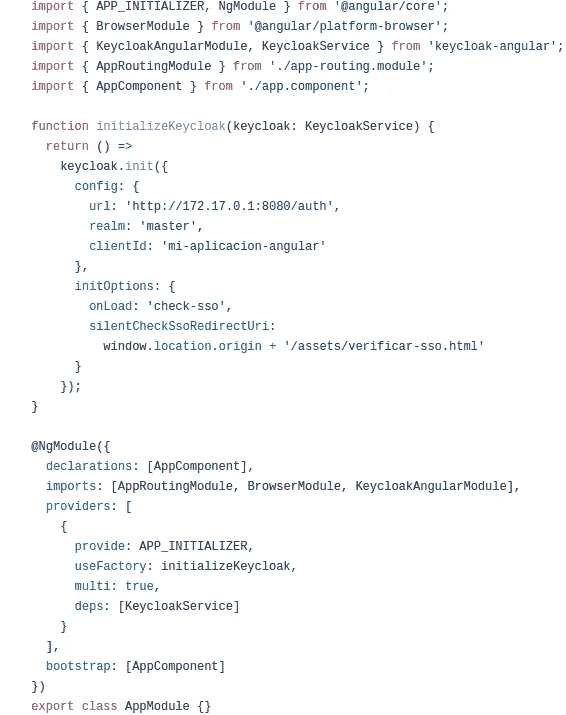 import { APP_INITIALIZER, NgModule } from '@angular/core';
import { BrowserModule } from '@angular/platform-browser';
import { KeycloakAngularModule, KeycloakService } from 'keycloak-angular';
import { AppRoutingModule } from './app-routing.module';
import { AppComponent } from './app.component';

function initializeKeycloak(keycloak: KeycloakService) {
  return () =>
    keycloak.init({
      config: {
        url: 'http://172.17.0.1:8080/auth',
        realm: 'master',
        clientId: 'mi-aplicacion-angular'
      },
      initOptions: {
        onLoad: 'check-sso',
        silentCheckSsoRedirectUri:
          window.location.origin + '/assets/verificar-sso.html'
      }
    });
}

@NgModule({
  declarations: [AppComponent],
  imports: [AppRoutingModule, BrowserModule, KeycloakAngularModule],
  providers: [
    {
      provide: APP_INITIALIZER,
      useFactory: initializeKeycloak,
      multi: true,
      deps: [KeycloakService]
    }
  ],
  bootstrap: [AppComponent]
})
export class AppModule {}